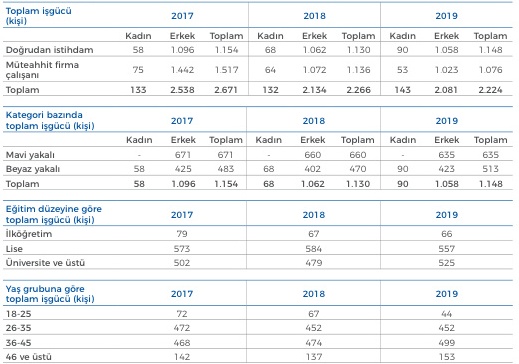 Toplam işgücü
(kişi) 2017 2018 2019
Kadın Erkek Toplam Kadın Erkek Toplam Kadın Erkek Toplam
Doğrudan istihdam 58 1.096 1.154 68 1.062 1.130 90 1.058 1.148
Müteahhit firma
çalışanı 75 1.442 1.517 64 1.072 1.136 53 1.023 1.076
Toplam 133 2.538 2.671 132 2.134 2.266 143 2.081 2.224
Kategori bazında
toplam işgücü (kişi) 2017 2018 2019
Kadın Erkek Toplam Kadın Erkek Toplam Kadın Erkek Toplam
Mavi yakalı - 671 671 - 660 660 - 635 635
Beyaz yakalı 58 425 483 68 402 470 90 423 513
Toplam 58 1.096 1.154 68 1.062 1.130 90 1.058 1.148
Eğitim düzeyine göre
toplam işgücü (kişi) 2017 2018 2019
İlköğretim 79 67 66
Lise 573 584 557
Üniversite ve üstü 502 479 525
Yaş grubuna göre
toplam işgücü (kişi) 2017 2018 2019
18-25 72 67 44
26-35 472 452 452
36-45 468 474 499
46 ve üstü 142 137 153